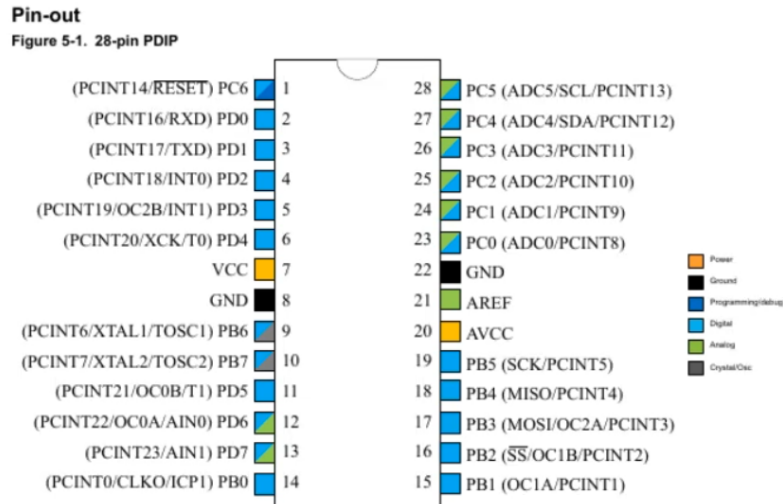 Pin-out
Figure 5-1. 28-pin PDIP
(PCINT14/RESET) PC6 1 28 PC5 (ADC5/SCL/PCINT13)
(PCINT16/RXD) PD0 2 27 PC4 (ADC4/SDA/PCINT12)
(PCINT17/TXD) PD1 3 26 PC3 (ADC3/PCINT11)
(PCINT18/INT0) PD2 4 25 PC2 (ADC2/PCINT10)
(PCINT19/OC2B/INT1) PD3 5 24 PC1 (ADC1/PCINT9)
(PCINT20/XCK/T0) PD4 6 23 PC0 (ADC0/PCINT8)
VCC 7 22 GND
GND 8 21 AREF
(PCINT6/XTAL1/TOSC1) PB6 9 20 AVCC
(PCINT7/XTAL2/TOSC2) PB7 10 19 PB5 (SCK/PCINT5)
(PCINT21/OC0B/T1) PD5 11 18 PB4 (MISO/PCINT4)
(PCINT22/OC0A/AIN0) PD6 12 17 PB3 (MOSI/OC2A/PCINT3)
(PCINT23/AIN1) PD7 13 16 PB2 (SS/OC1B/PCINT2)
(PCINT0/CLKO/ICP1) PB0 14 15 PB1 (OC1A/PCINT1)
Power
Ground
Programming/debug
Digital
Analog
Crystal/Osc